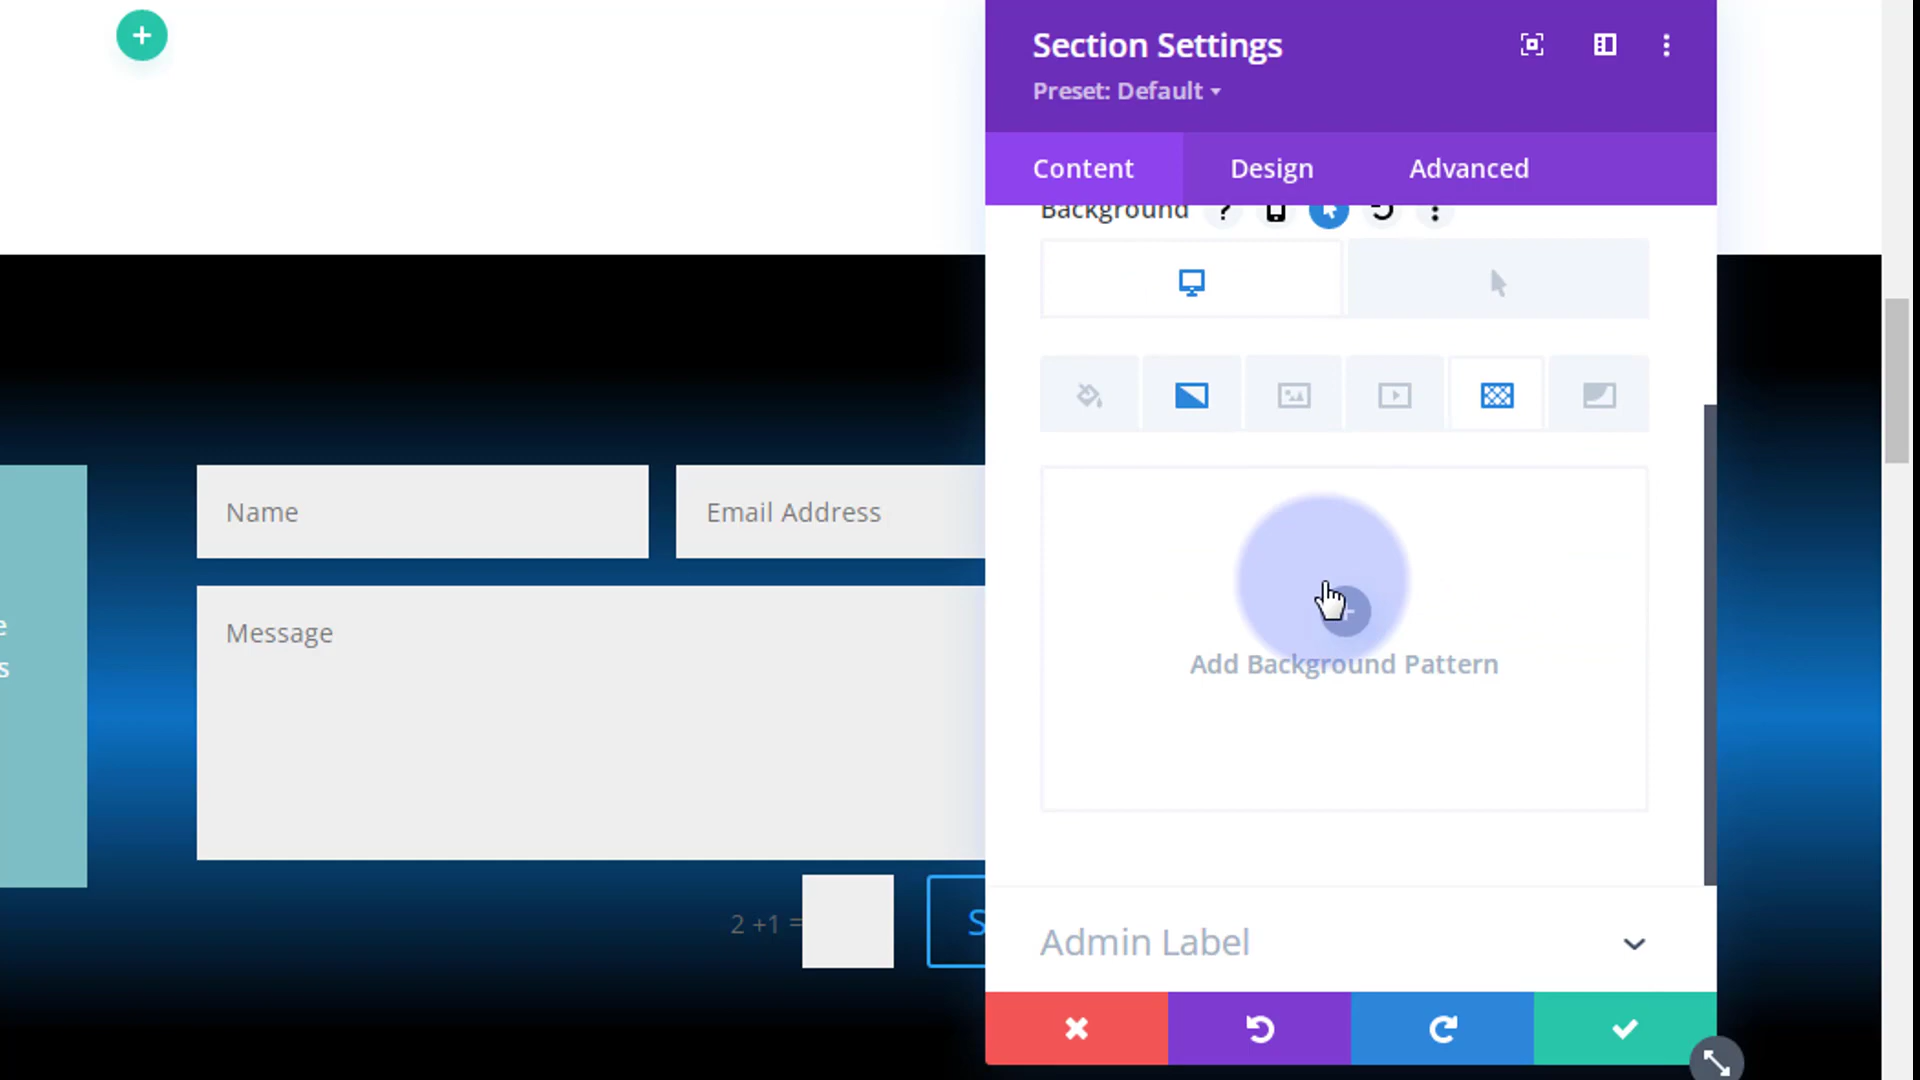 Section Settings
Preset: Default
Content Design Advanced
Background ?
Name
Email Address
Message
e
s
2 +1 =
S
Add Background Pattern
Admin Label